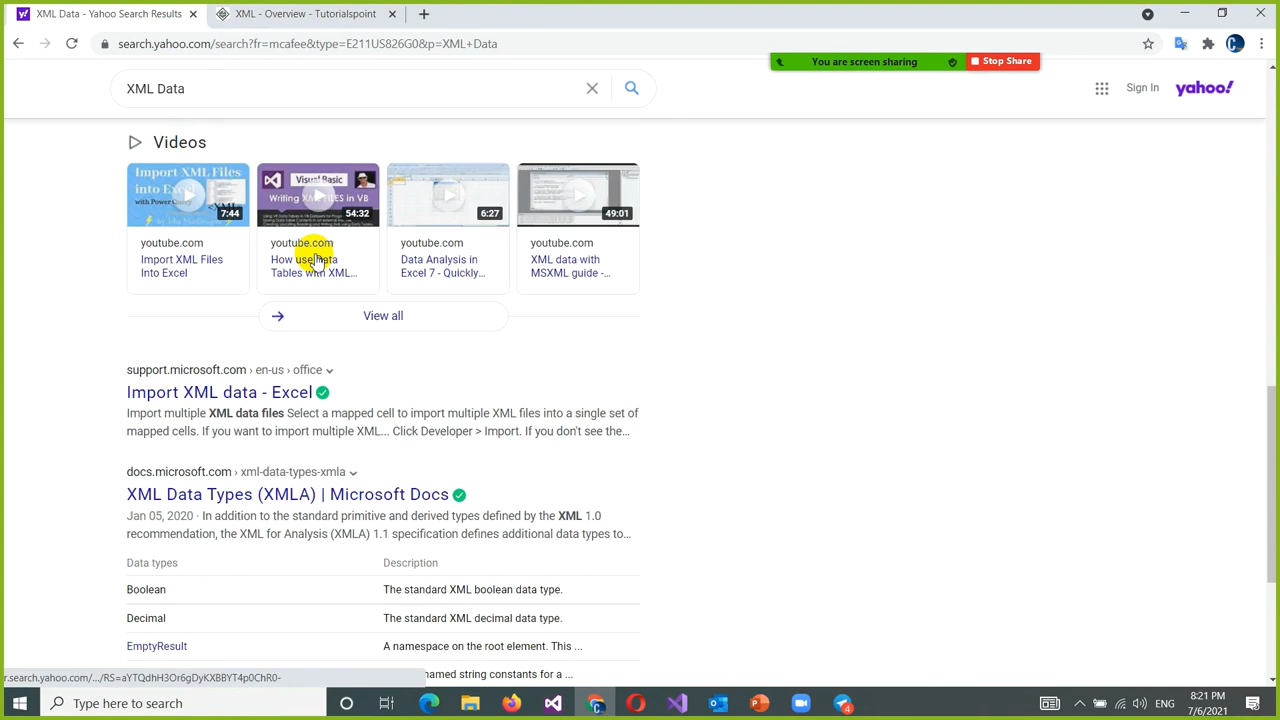 XML Data - Yahoo Search Results
XML - Overview - Tutorialspoint
search.yahoo.com/search?fr=mcafee&type=E211US826G0&p=XML+Data
You are screen sharing
Stop Share
XML Data
Sign In
yahoo!
Videos
Import XML Files
into Excel
with Power Query
7:44
Visual Basic
Writing XML FILES in VB
54:32
6:27
49:01
youtube.com
Import XML Files
Into Excel
youtube.com
How use data
Tables with XML...
youtube.com
Data Analysis in
Excel 7 - Quickly...
youtube.com
XML data with
MSXML guide -...
View all
support.microsoft.com › en-us › office
Import XML data - Excel
Import multiple XML data files Select a mapped cell to import multiple XML files into a single set of
mapped cells. If you want to import multiple XML... Click Developer > Import. If you don't see the...
docs.microsoft.com › xml-data-types-xmla
XML Data Types (XMLA) | Microsoft Docs
Jan 05, 2020 · In addition to the standard primitive and derived types defined by the XML 1.0
recommendation, the XML for Analysis (XMLA) 1.1 specification defines additional data types to...
Data types Description
Boolean The standard XML boolean data type.
Decimal The standard XML decimal data type.
EmptyResult A namespace on the root element. This ...
named string constants for a ...
r.search.yahoo.com/.../RS=aYTQdhH3Or6gDyKXBBYT4p0ChR0-
Type here to search
4
ENG
8:21 PM
7/6/2021